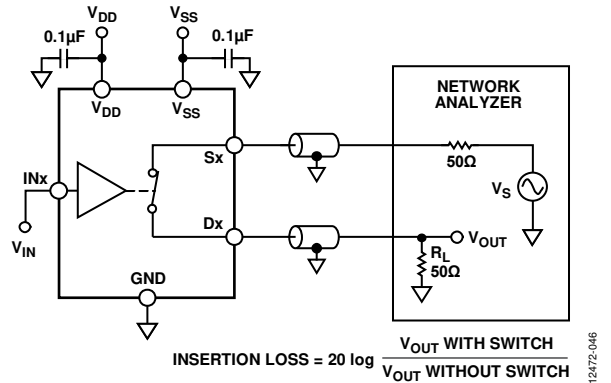 VDD
VSS
0.1µF
0.1µF
VDD
VSS
NETWORK
ANALYZER
Sx
50Ω
INx
VS
VIN
Dx
VOUT
RL
50Ω
GND
INSERTION LOSS = 20 log VOUT WITH SWITCH
VOUT WITHOUT SWITCH
12472-046